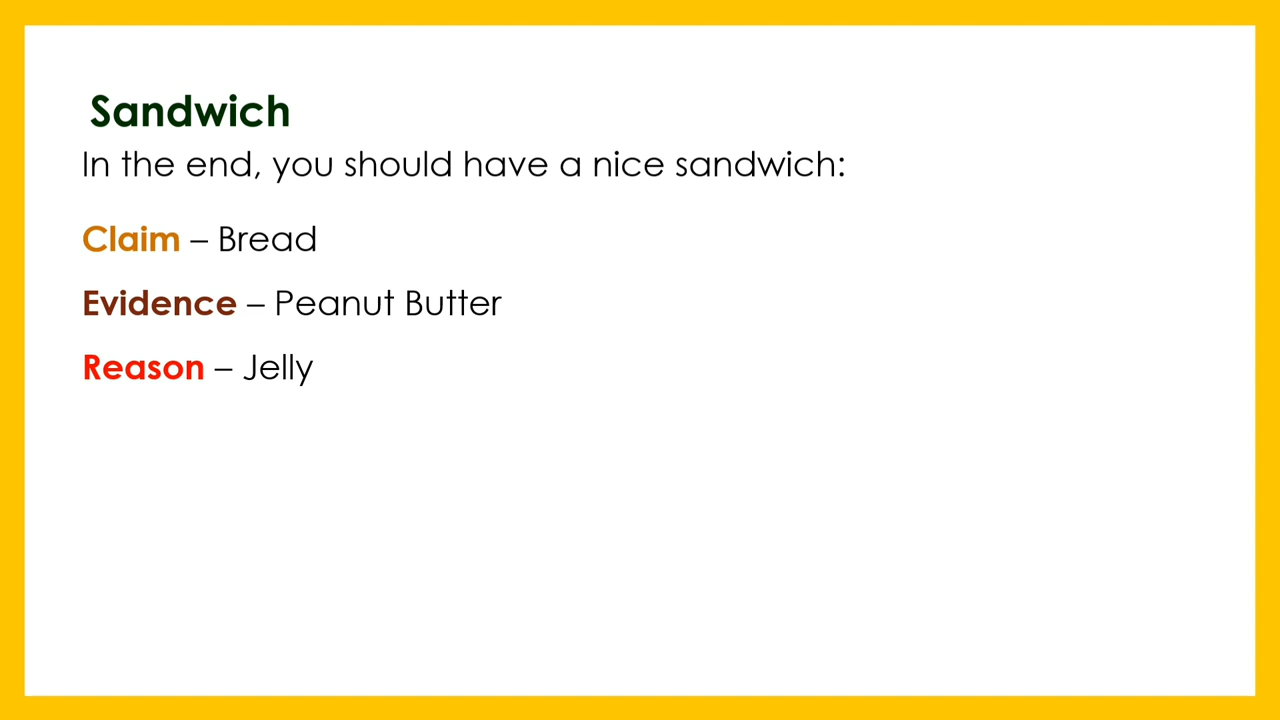 Sandwich
In the end, you should have a nice sandwich:
Claim – Bread
Evidence – Peanut Butter
Reason – Jelly